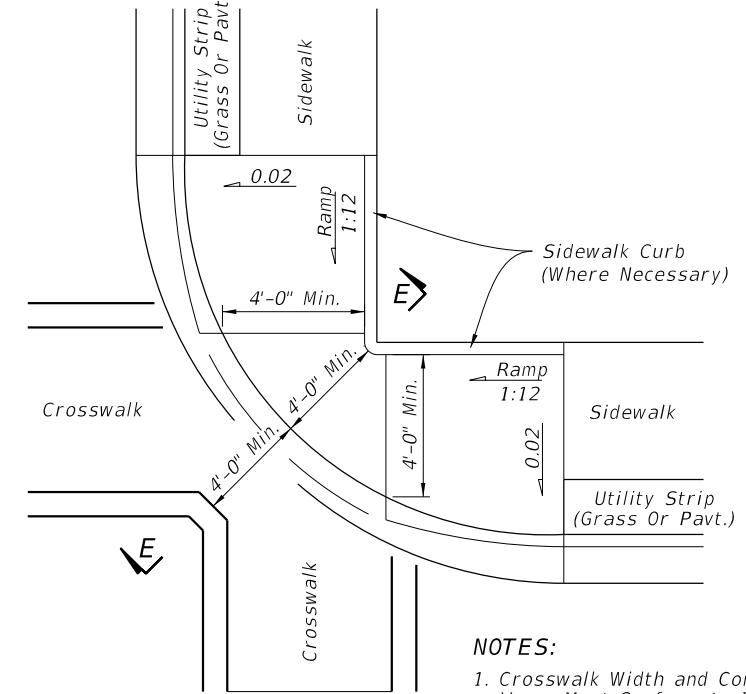 Utility Strip
(Grass Or Pavt.
Sidewalk
0.02
Ramp
1:12
Sidewalk Curb
(Where Necessary)
4'-0" Min.
E
4'-0" Min.
Ramp
1:12
Crosswalk
4'-0" Min.
Sidewalk
4'-0" Min.
0.02
Utility Strip
(Grass Or Pavt.)
E
Crosswalk
NOTES:
1. Crosswalk Width and